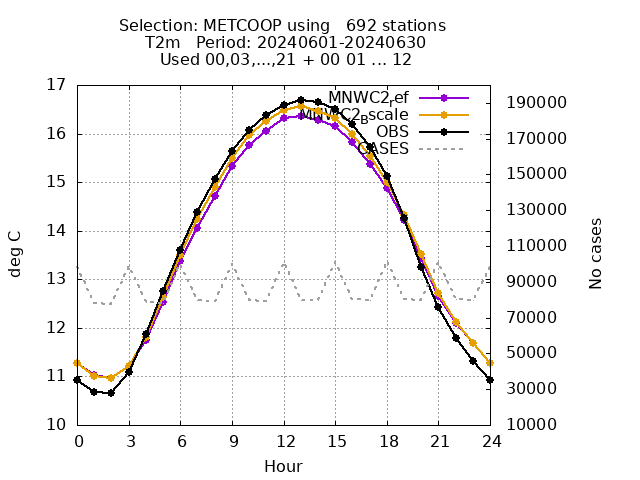 Selection: METCOOP using   692 stations
T2m   Period: 20240601-20240630
Used 00,03,...,21 + 00 01 ... 12
MNWC2_ref
MNWC2_Bscale
OBS
CASES
17
16
15
14
13
12
11
10
190000
170000
150000
130000
110000
90000
70000
50000
30000
10000
deg C
No cases
0 3 6 9 12 15 18 21 24
Hour